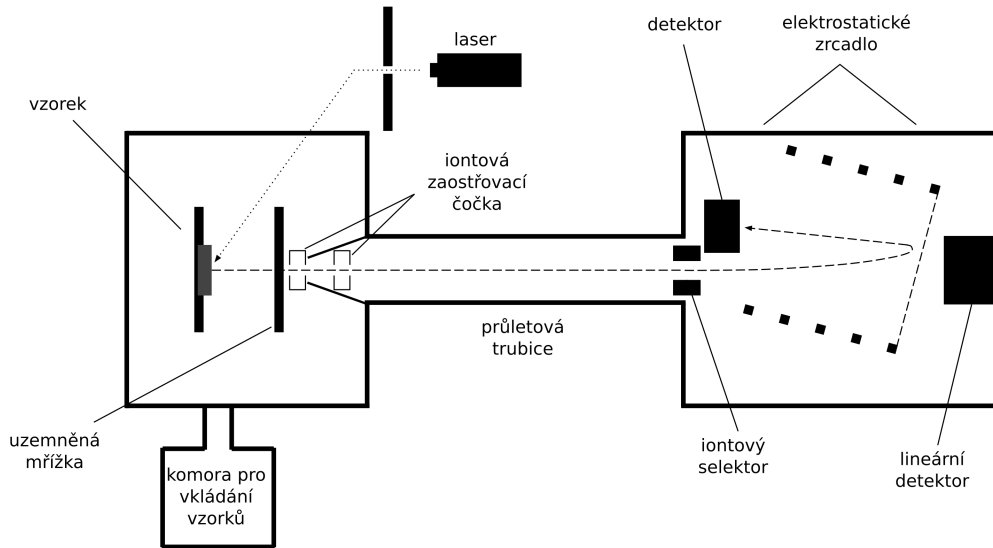 detektor
elektrostatické
zrcadlo
laser
vzorek
iontová
zaostřovací
čočka
průletová
trubice
uzemněná
mřížka
komora pro
vkládání
vzorků
iontový
selektor
lineární
detektor